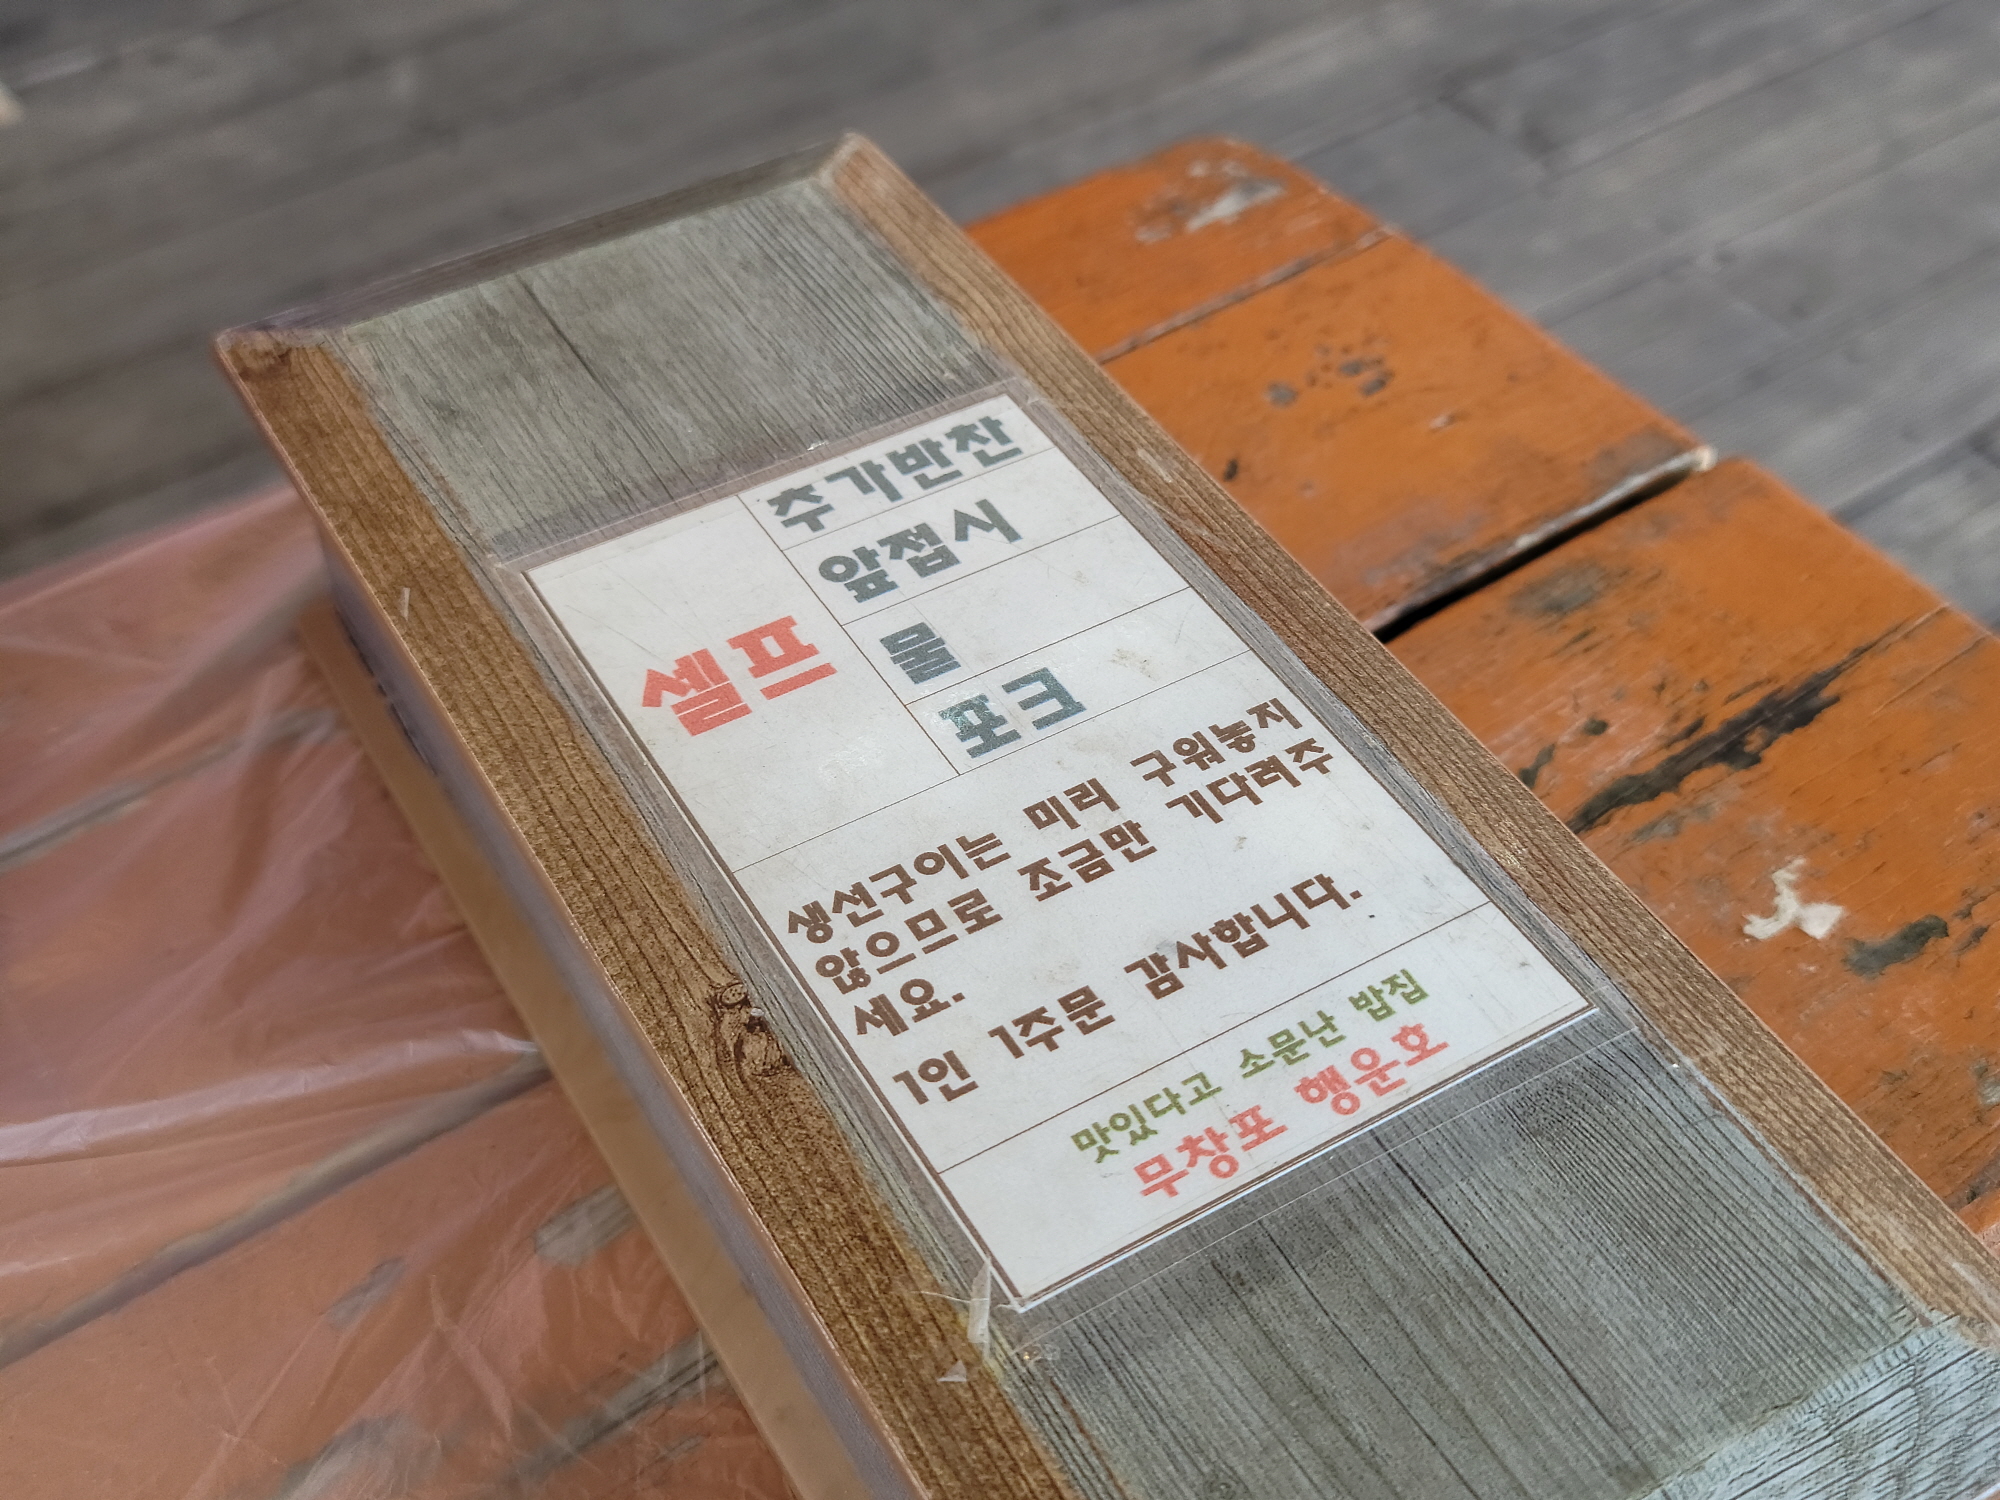 셀프
추가반찬
앞접시
물
포크
생선구이는 미리 구워놓지
않으므로 조금만 기다려주
세요.
1인 1주문 감사합니다.
맛있다고 소문난 밥집
무창포 행운호